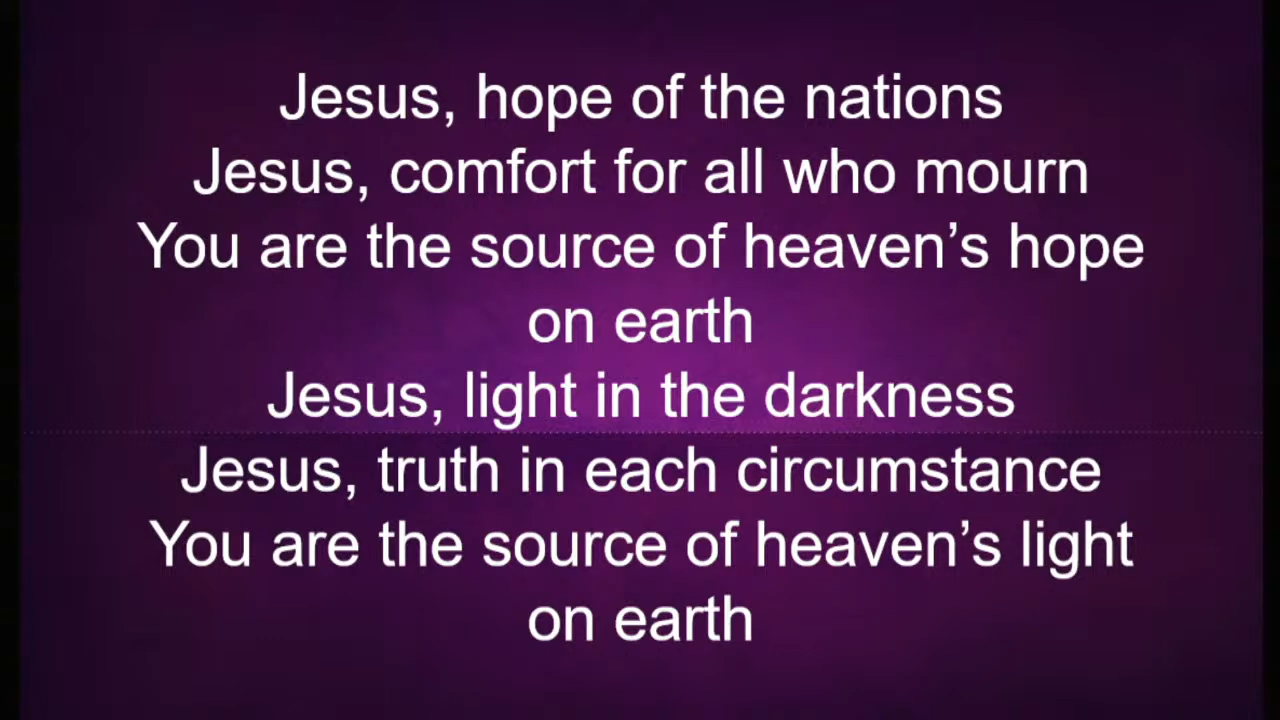 Jesus, hope of the nations
Jesus, comfort for all who mourn
You are the source of heaven’s hope
on earth
Jesus, light in the darkness
Jesus, truth in each circumstance
You are the source of heaven’s light
on earth